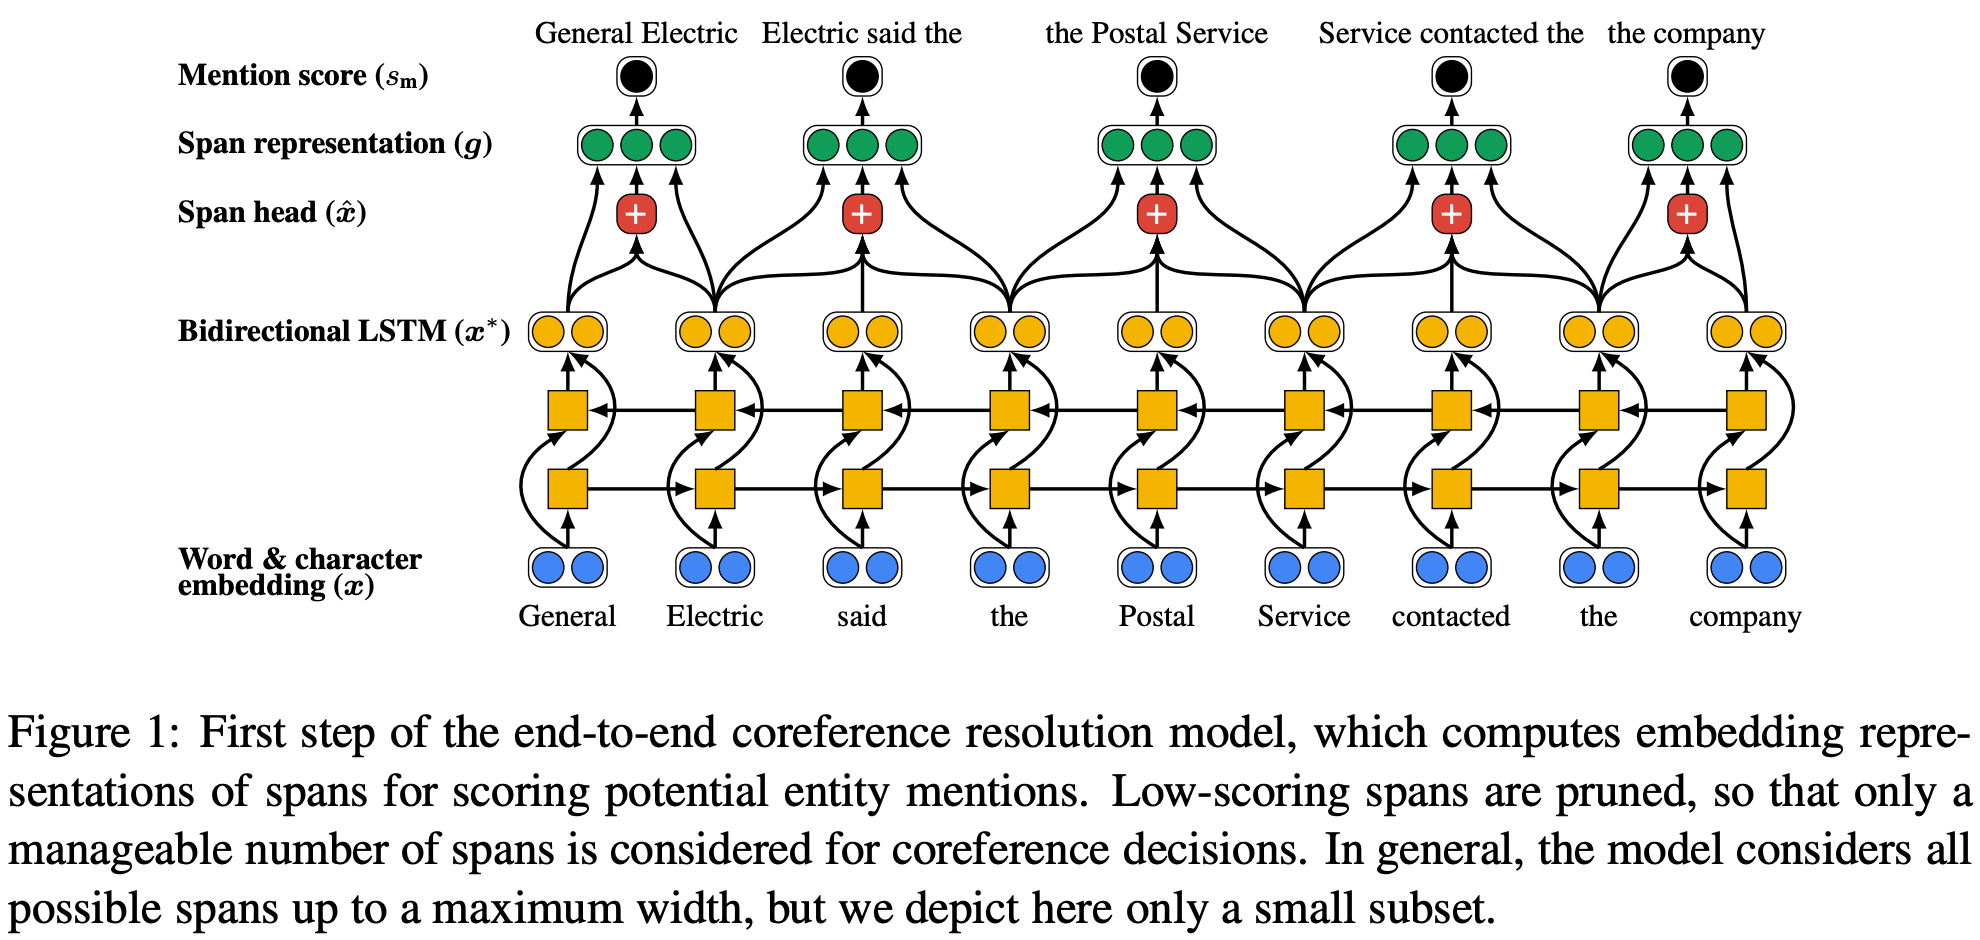 General Electric Electric said the the Postal Service Service contacted the the company
Mention score (sₘ)
Span representation (g)
Span head (x̂)
+ + + + +
Bidirectional LSTM (x*)
Word & character
embedding (x)
General Electric said the Postal Service contacted the company
Figure 1: First step of the end-to-end coreference resolution model, which computes embedding repre-
sentations of spans for scoring potential entity mentions. Low-scoring spans are pruned, so that only a
manageable number of spans is considered for coreference decisions. In general, the model considers all
possible spans up to a maximum width, but we depict here only a small subset.